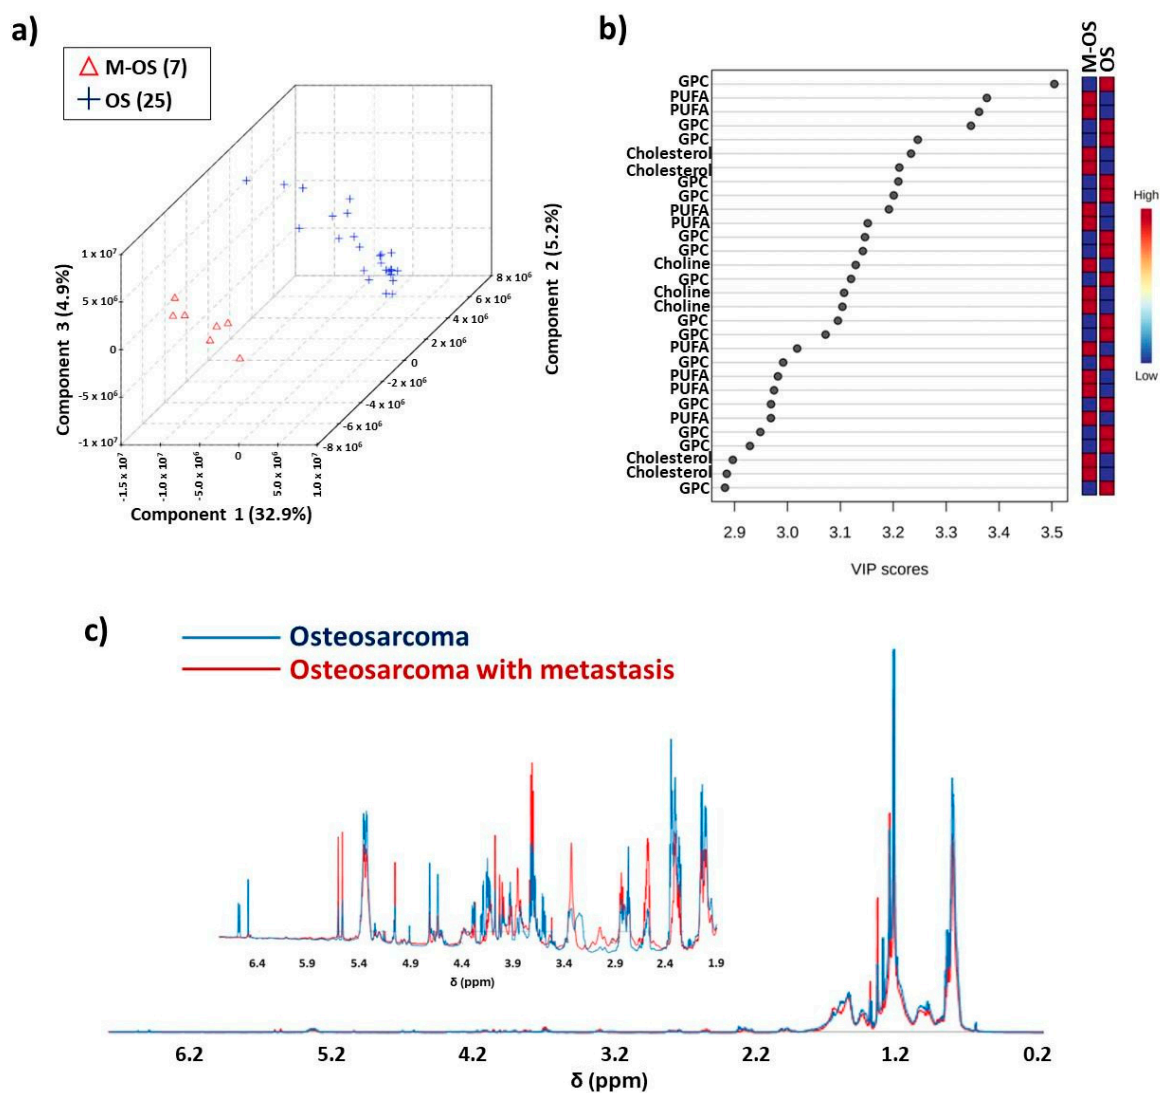 a)
M-OS (7)
OS (25)
1 x 10⁷
5 x 10⁶
0
-5 x 10⁶
-1 x 10⁷
Component 3 (4.9%)
-1.5 x 10⁷
-1.0 x 10⁷
-5.0 x 10⁶
0
5.0 x 10⁶
1.0 x 10⁷
Component 1 (32.9%)
8 x 10⁶
6 x 10⁶
4 x 10⁶
2 x 10⁶
0
-2 x 10⁶
-4 x 10⁶
-6 x 10⁶
-8 x 10⁶
Component 2 (5.2%)
b)
M-OS
OS
GPC
PUFA
PUFA
GPC
GPC
Cholesterol
Cholesterol
GPC
GPC
PUFA
PUFA
GPC
GPC
Choline
GPC
Choline
Choline
GPC
GPC
PUFA
GPC
PUFA
PUFA
GPC
PUFA
GPC
GPC
Cholesterol
Cholesterol
GPC
2.9 3.0 3.1 3.2 3.3 3.4 3.5
VIP scores
High
Low
c)
Osteosarcoma
Osteosarcoma with metastasis
6.4 5.9 5.4 4.9 4.4 3.9 3.4 2.9 2.4 1.9
δ (ppm)
6.2 5.2 4.2 3.2 2.2 1.2 0.2
δ (ppm)